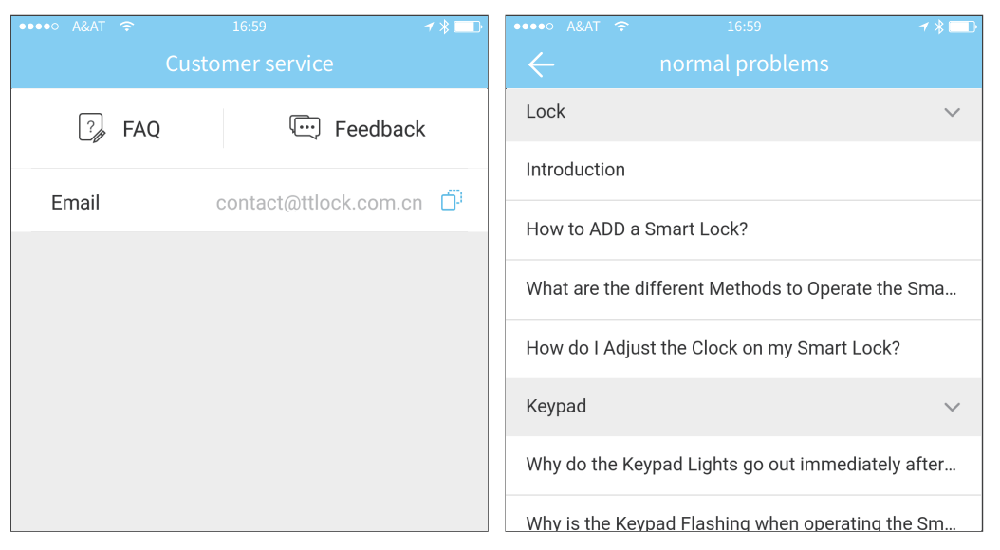 A&AT 16:59
Customer service
FAQ
Feedback
Email contact@ttlock.com.cn
A&AT 16:59
normal problems
Lock
Introduction
How to ADD a Smart Lock?
What are the different Methods to Operate the Sma...
How do I Adjust the Clock on my Smart Lock?
Keypad
Why do the Keypad Lights go out immediately after...
Why is the Keypad Flashing when operating the Sm...